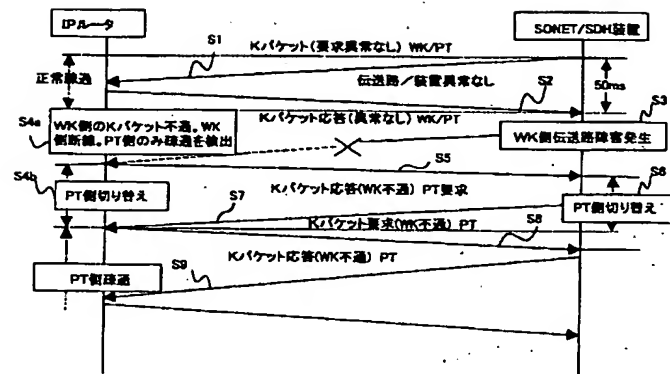 IPルータ
SONET/SDH装置
Kパケット(要求異常なし) WK/PT
S1
正常疎通
伝送路/装置異常なし
50ms
S2
Kパケット応答(異常なし) WK/PT
S3
S4a
WK側のKパケット不通。WK
側断線。PT側のみ疎通を検出
WK側伝送路障害発生
S5
S4b
PT側切り替え
Kパケット応答(WK不通) PT要求
S6
S7
PT側切り替え
Kパケット要求(WK不通) PT
S8
Kパケット応答(WK不通) PT
S9
PT側疎通